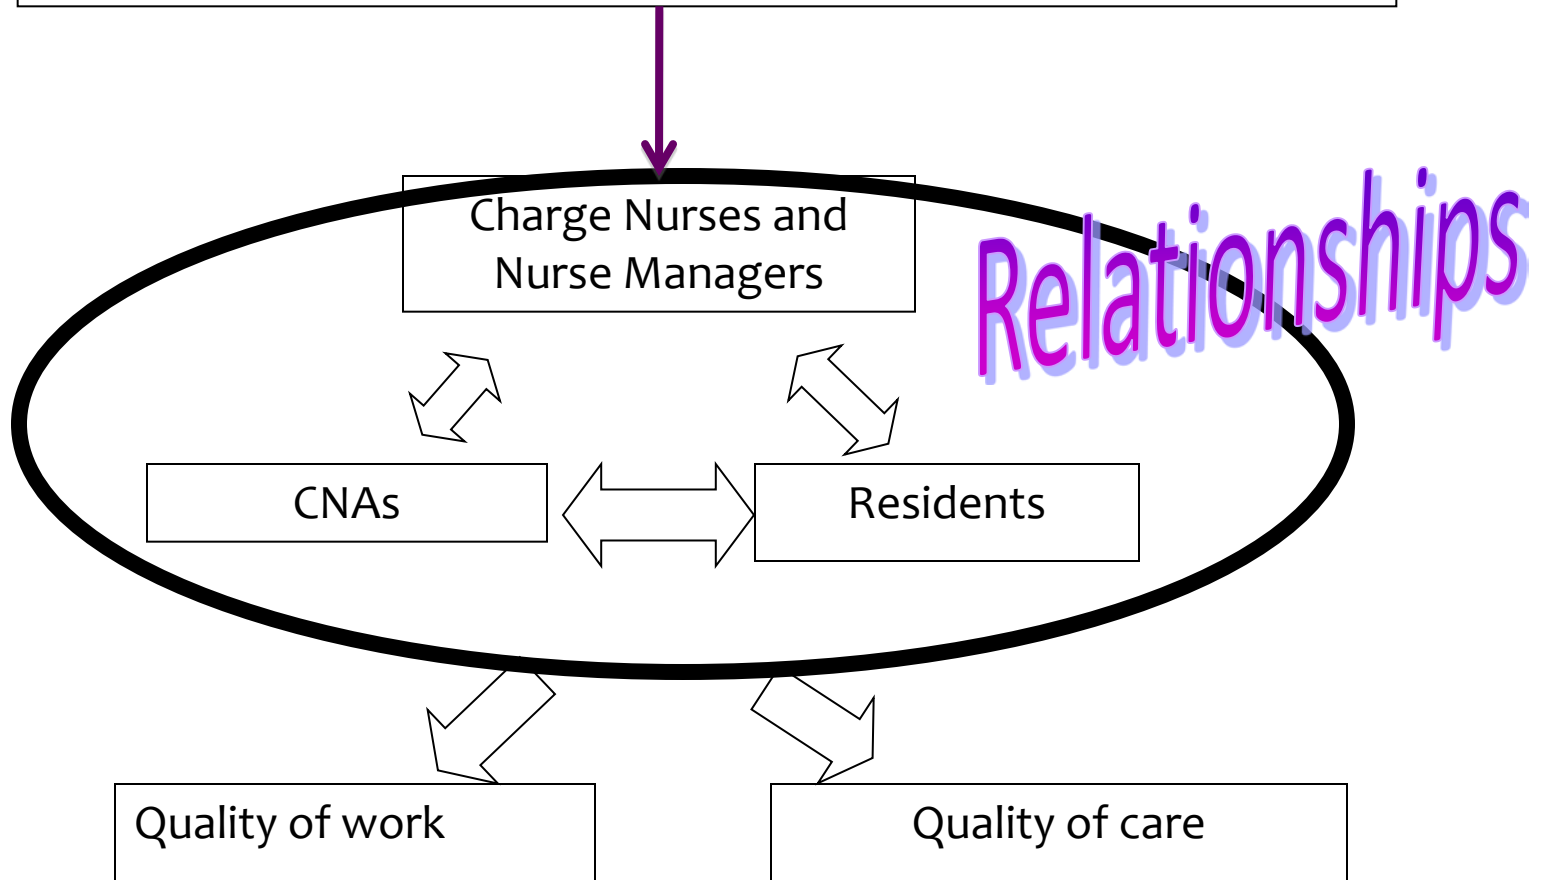 Charge Nurses and
Nurse Managers
Relationships
CNAs
Residents
Quality of work
Quality of care